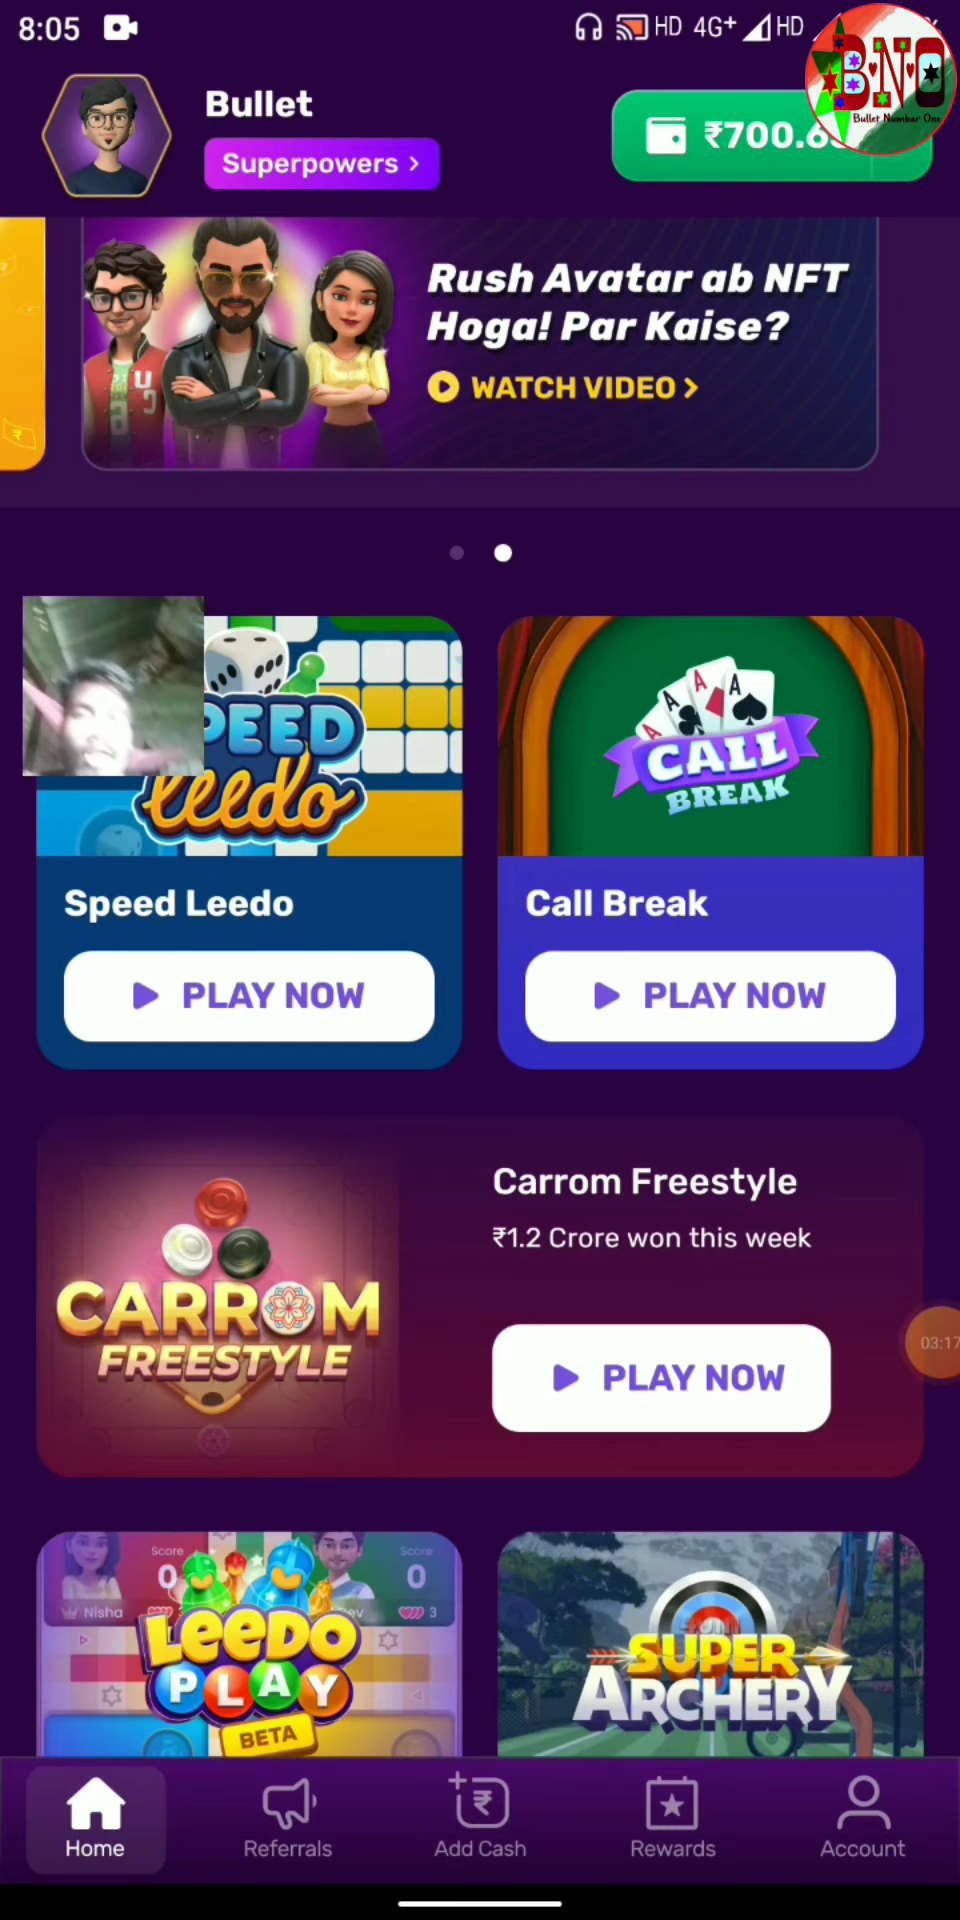 8:05 HD 4G+ HD
BNO
Bullet Numbar One
Bullet
Superpowers >
Rush Avatar ab NFT
Hoga! Par Kaise?
WATCH VIDEO >
PEED
Leedo
A A A A
CALL
BREAK
Speed Leedo
Call Break
PLAY NOW
PLAY NOW
Carrom Freestyle
₹1.2 Crore won this week
CARROM
FREESTYLE
PLAY NOW
03:17
Score
0
Nisha
Score
0
3
LEEDO
PLAY
BETA
SUPER
ARCHERY
Home
Referrals
Add Cash
Rewards
Account